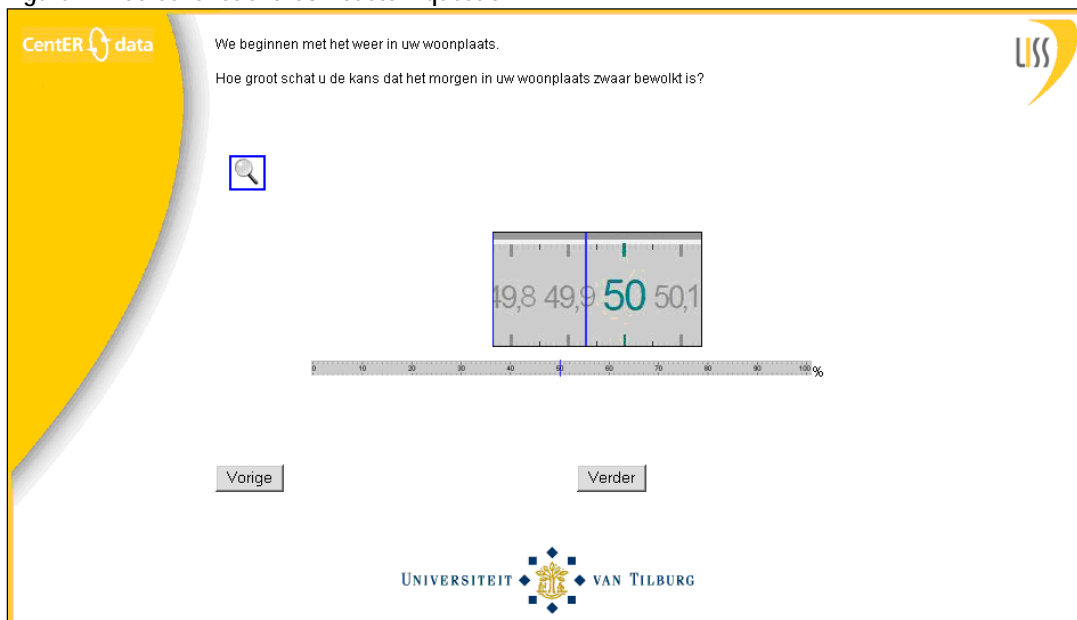 CentER data
We beginnen met het weer in uw woonplaats.
LISS
Hoe groot schat u de kans dat het morgen in uw woonplaats zwaar bewolkt is?
49,8 49,9 50 50,1
0 10 20 30 40 50 60 70 80 90 100 %
Vorige Verder
UNIVERSITEIT VAN TILBURG